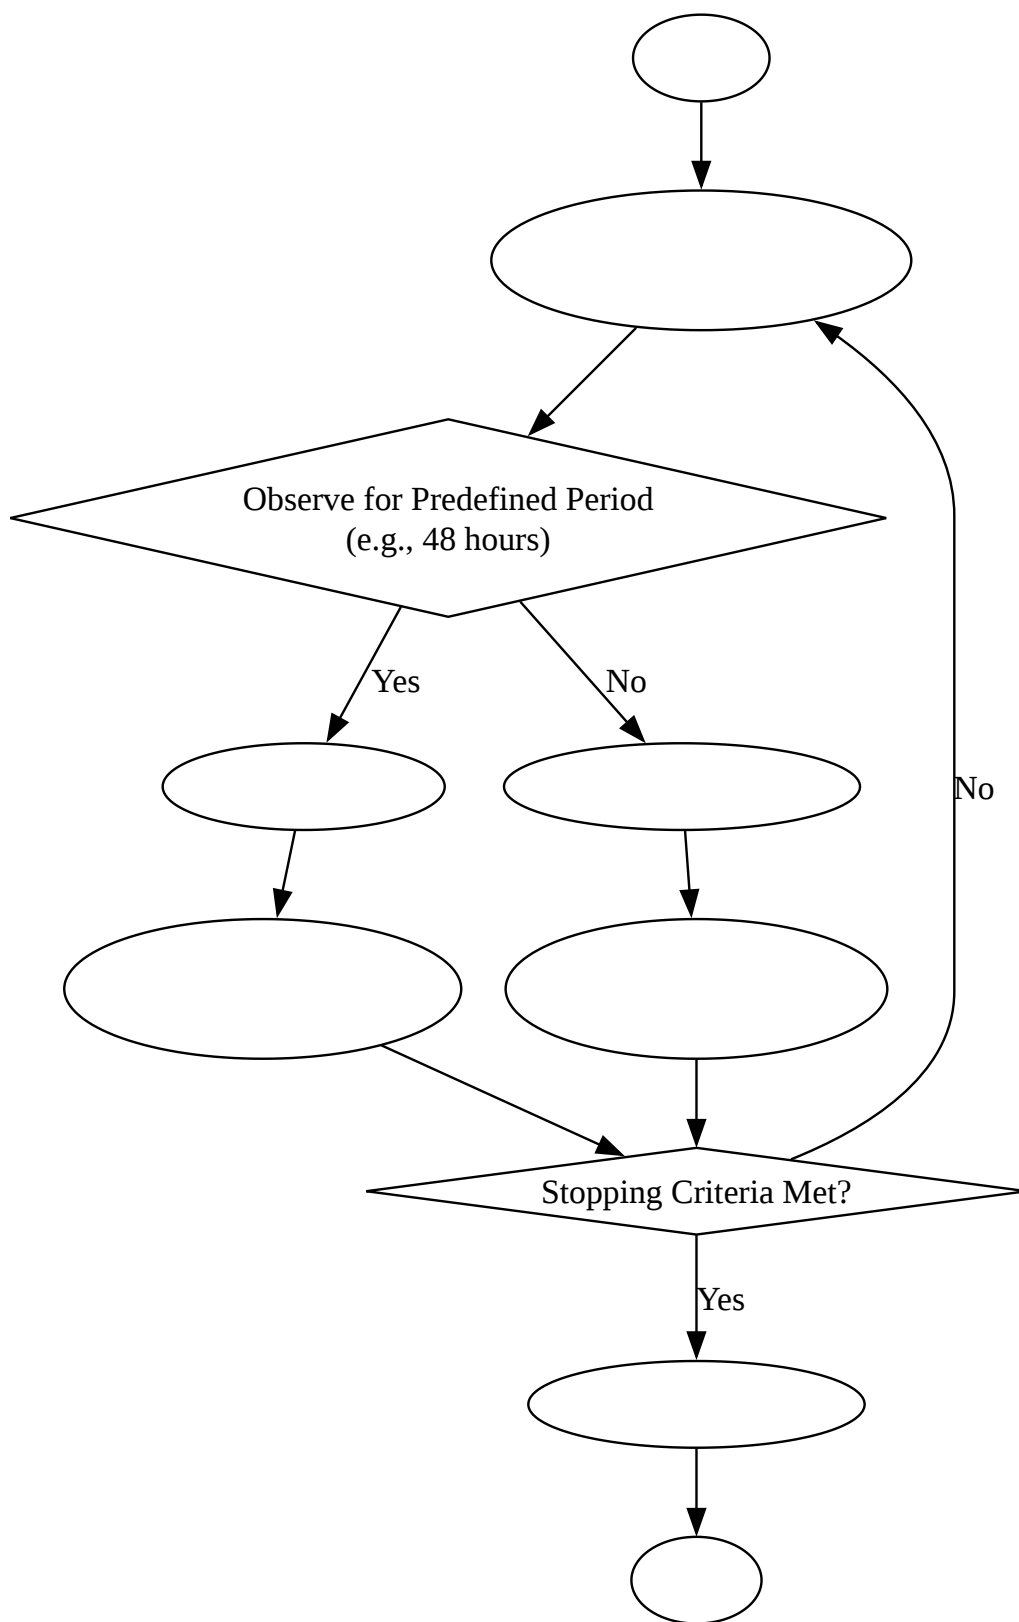 Observe for Predefined Period
(e.g., 48 hours)
Yes
No
No
Stopping Criteria Met?
Yes